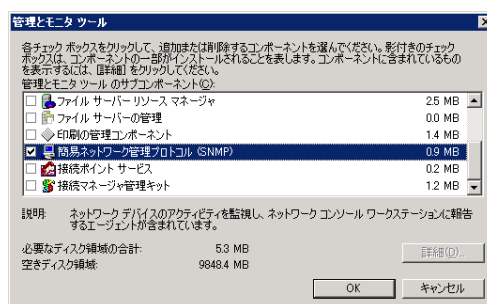 管理とモニタ ツール
各チェック ボックスをクリックして、追加または削除するコンポーネントを選んでください。影付きのチェック
ボックスは、コンポーネントの一部がインストールされることを表します。コンポーネントに含まれているもの
を表示するには、[詳細] をクリックしてください。
管理とモニタ ツール のサブコンポーネント(C):
ファイル サーバー リソース マネージャ 2.5 MB
ファイル サーバーの管理 0.0 MB
印刷の管理コンポーネント 1.4 MB
簡易ネットワーク管理プロトコル (SNMP) 0.9 MB
接続ポイント サービス 0.2 MB
接続マネージャ管理キット 1.2 MB
説明: ネットワーク デバイスのアクティビティを監視し、ネットワーク コンソール ワークステーションに報告
するエージェントが含まれています。
必要なディスク領域の合計: 5.3 MB
空きディスク領域: 9848.4 MB
詳細(D)...
OK
キャンセル